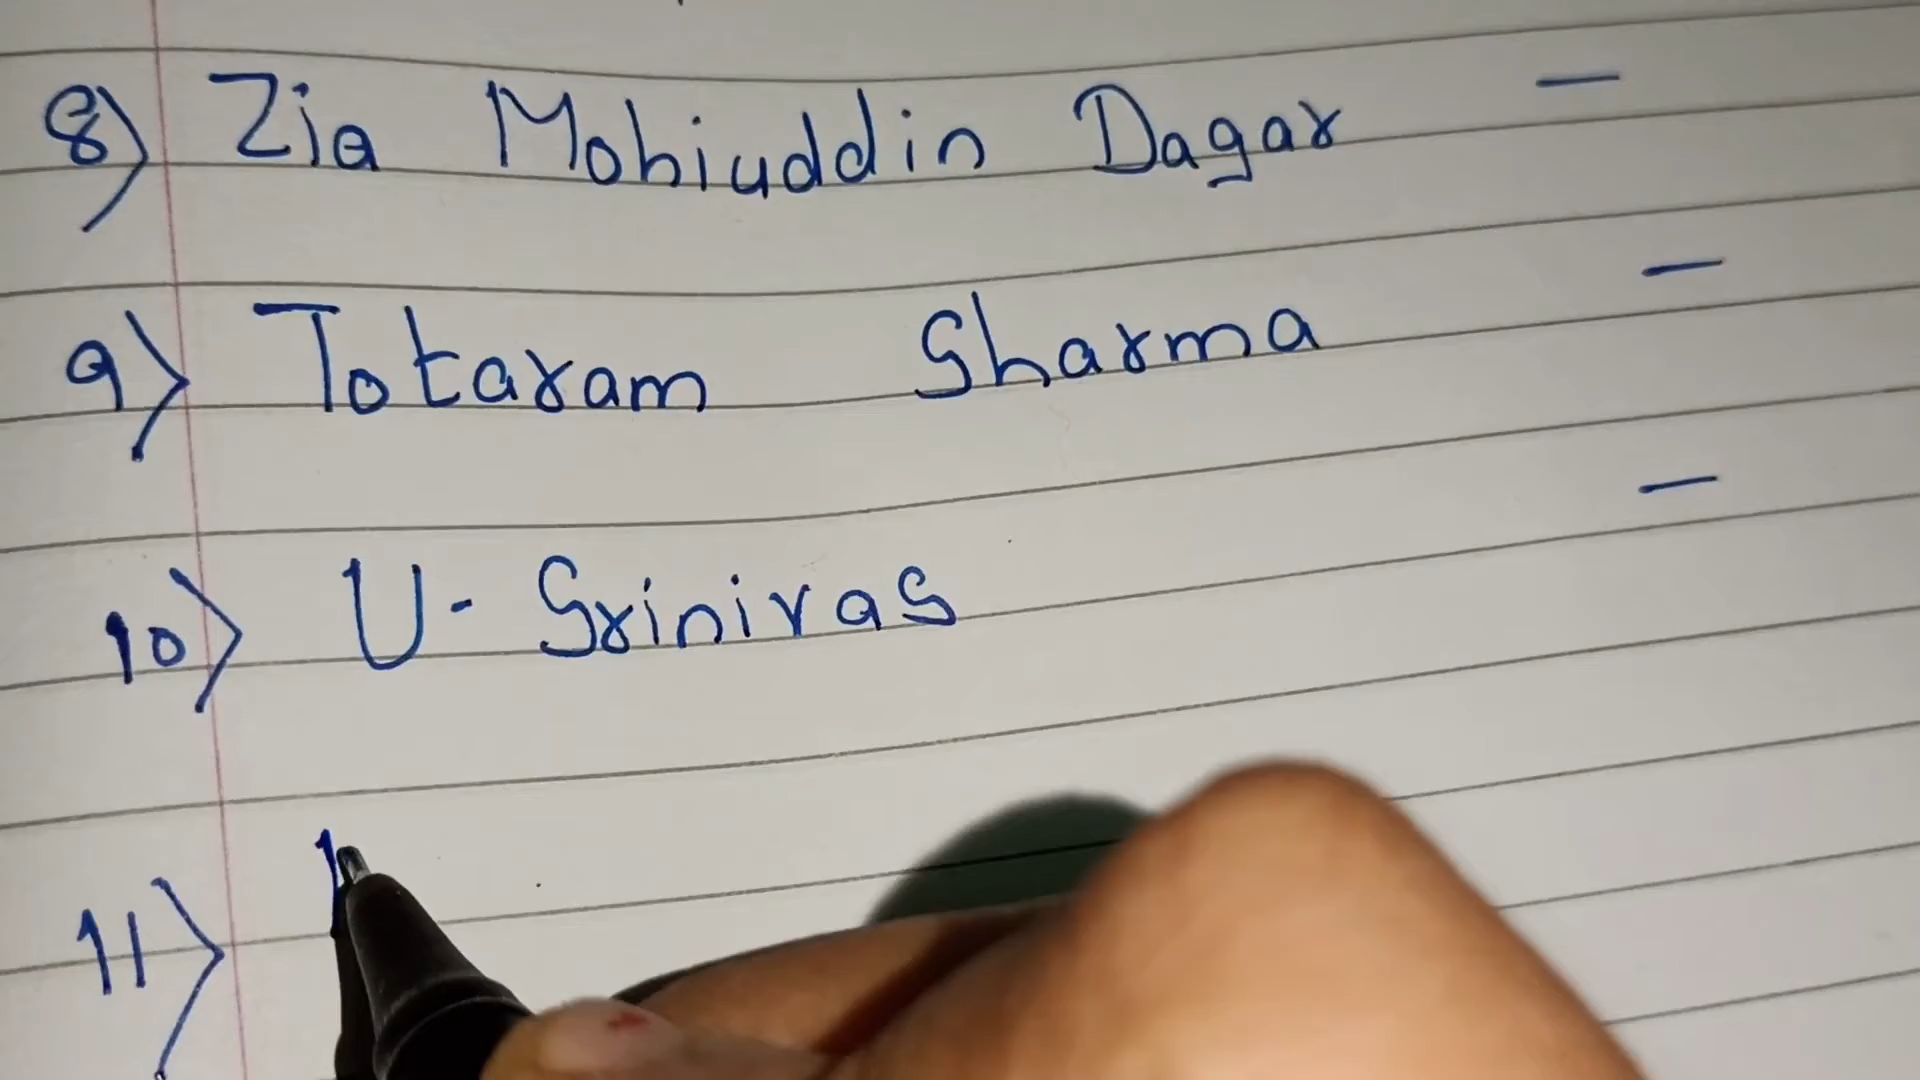 8) Zia Mohiuddin Dagar –
9) Totaram Sharma –
10) U. Srinivas –
11)